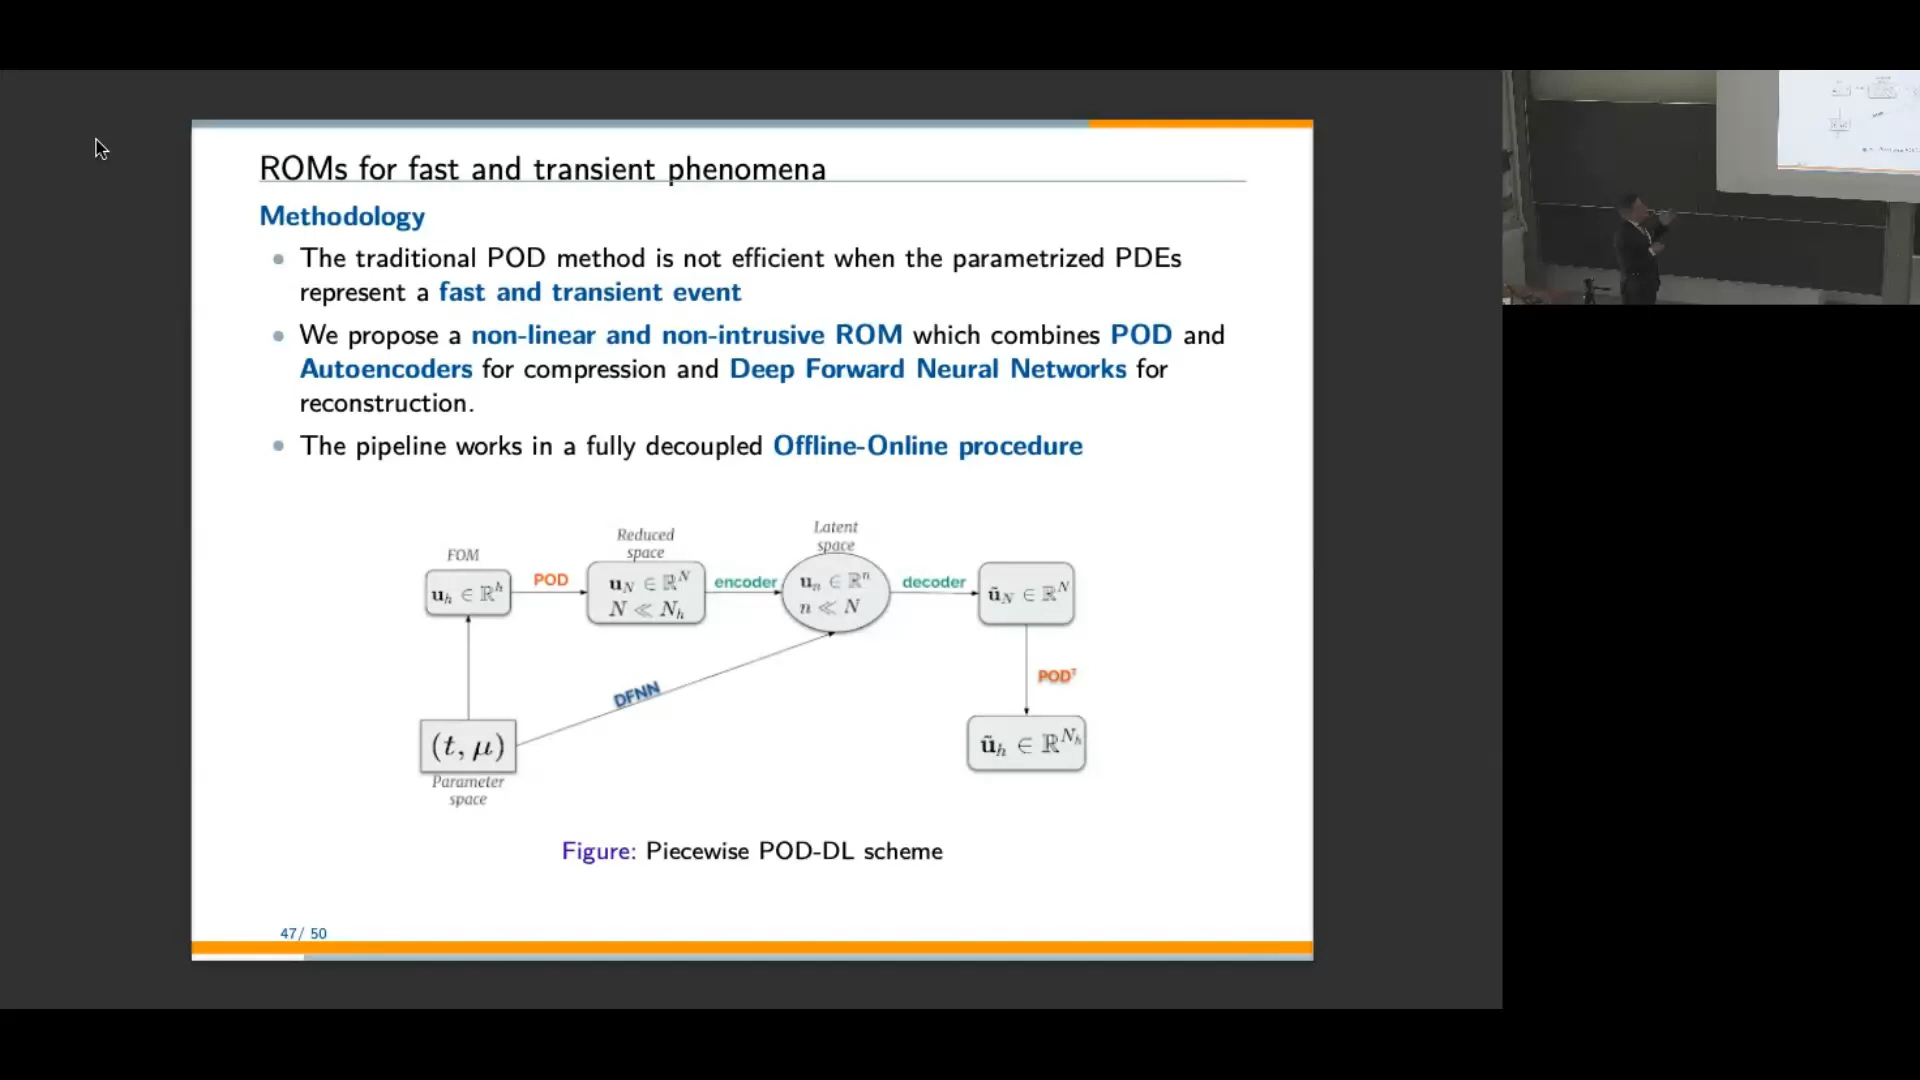 ROMs for fast and transient phenomena
Methodology
The traditional POD method is not efficient when the parametrized PDEs
represent a fast and transient event
We propose a non-linear and non-intrusive ROM which combines POD and
Autoencoders for compression and Deep Forward Neural Networks for
reconstruction.
The pipeline works in a fully decoupled Offline-Online procedure
FOM
Reduced
space
Latent
space
𝐮ₕ ∈ ℝʰ
POD
𝐮_N ∈ ℝᴺ
N ≪ N_h
encoder
𝐮ₙ ∈ ℝⁿ
n ≪ N
decoder
ũ_N ∈ ℝᴺ
DFNN
PODᵀ
(t, μ)
Parameter
space
ũ_h ∈ ℝ^{N_h}
Figure: Piecewise POD-DL scheme
47/ 50